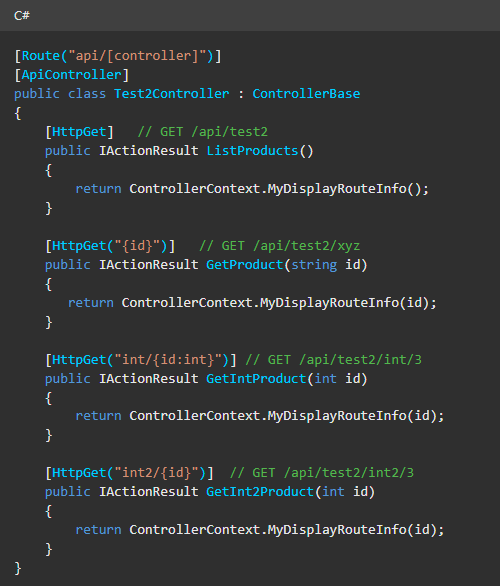 C#
[Route("api/[controller]")]
[ApiController]
public class Test2Controller : ControllerBase
{
    [HttpGet]   // GET /api/test2
    public IActionResult ListProducts()
    {
        return ControllerContext.MyDisplayRouteInfo();
    }

    [HttpGet("{id}")]   // GET /api/test2/xyz
    public IActionResult GetProduct(string id)
    {
       return ControllerContext.MyDisplayRouteInfo(id);
    }

    [HttpGet("int/{id:int}")] // GET /api/test2/int/3
    public IActionResult GetIntProduct(int id)
    {
        return ControllerContext.MyDisplayRouteInfo(id);
    }

    [HttpGet("int2/{id}")]  // GET /api/test2/int2/3
    public IActionResult GetInt2Product(int id)
    {
        return ControllerContext.MyDisplayRouteInfo(id);
    }
}